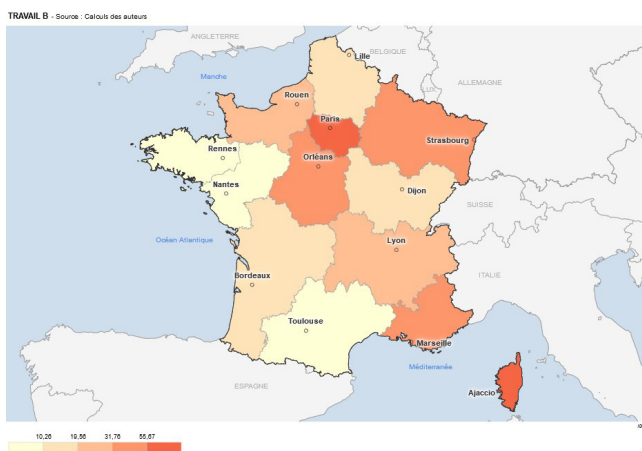 TRAVAIL B - Source : Calculs des auteurs
ANGLETERRE
BELGIQUE
Lille
LUX.
ALLEMAGNE
Manche
Rouen
Paris
Strasbourg
Rennes
Orléans
Nantes
Dijon
SUISSE
Océan Atlantique
Lyon
ITALIE
Bordeaux
Toulouse
Marseille
Méditerranée
ESPAGNE
Ajaccio
10,26 19,56 31,76 55,67